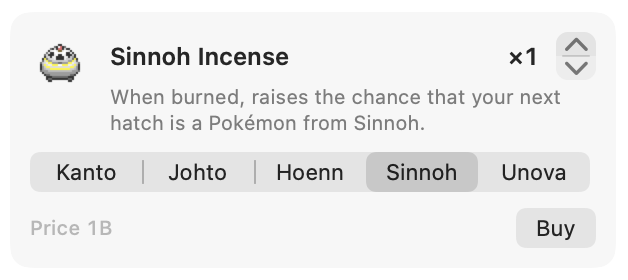 Sinnoh Incense
×1
When burned, raises the chance that your next
hatch is a Pokémon from Sinnoh.
Kanto Johto Hoenn Sinnoh Unova
Price 1B
Buy